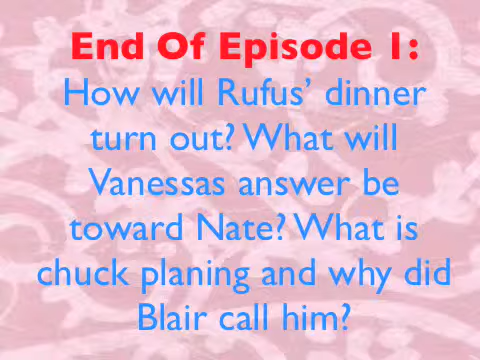 End Of Episode 1:
How will Rufus’ dinner
turn out? What will
Vanessas answer be
toward Nate? What is
chuck planing and why did
Blair call him?